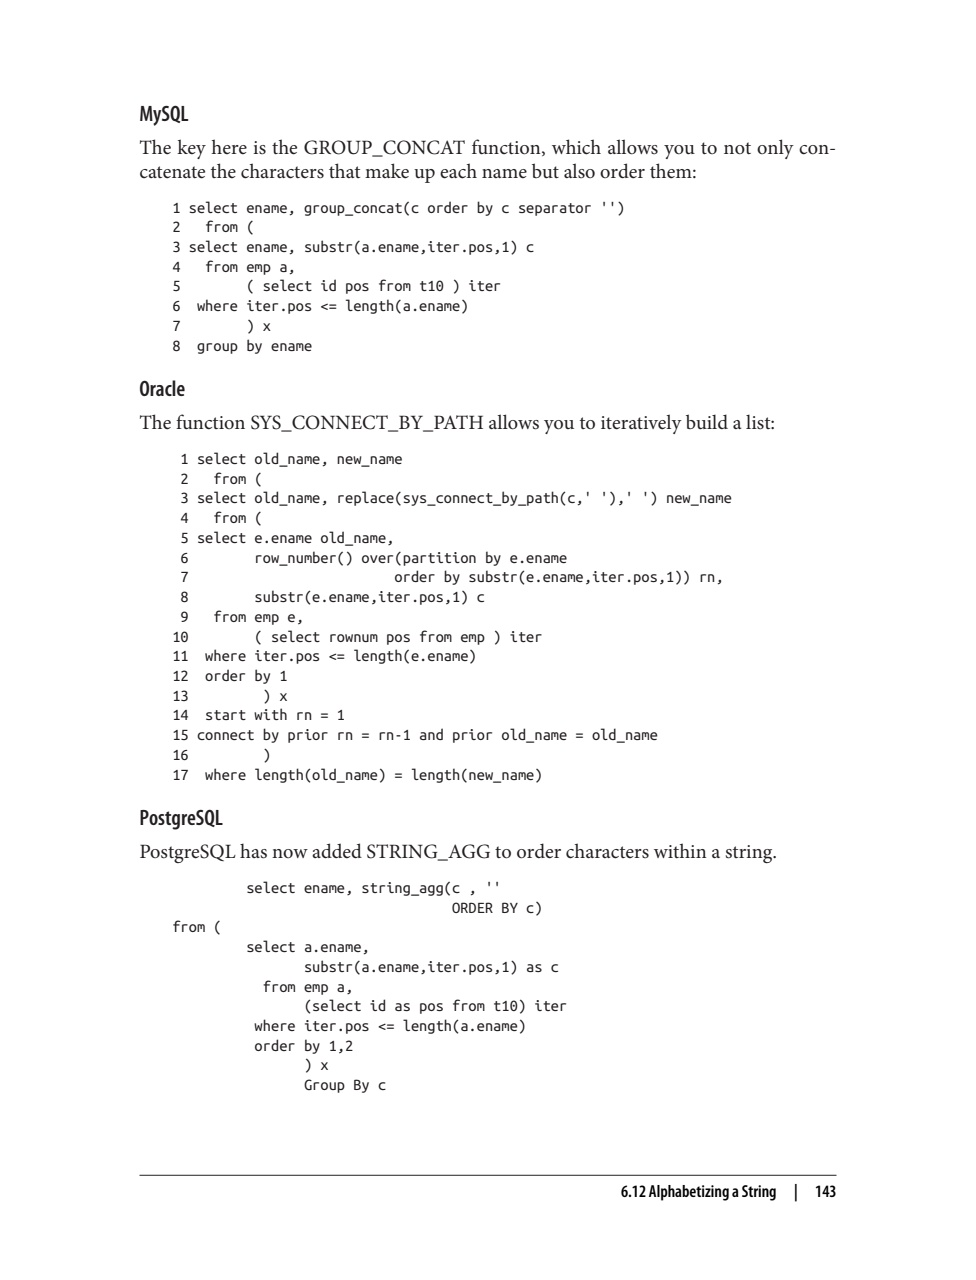 MySQL
The key here is the GROUP_CONCAT function, which allows you to not only con-
catenate the characters that make up each name but also order them:
1 select ename, group_concat(c order by c separator '')
2   from (
3 select ename, substr(a.ename,iter.pos,1) c
4   from emp a,
5        ( select id pos from t10 ) iter
6  where iter.pos <= length(a.ename)
7        ) x
8  group by ename
Oracle
The function SYS_CONNECT_BY_PATH allows you to iteratively build a list:
1 select old_name, new_name
2   from (
3 select old_name, replace(sys_connect_by_path(c,' '),' ') new_name
4   from (
5 select e.ename old_name,
6        row_number() over(partition by e.ename
7                         order by substr(e.ename,iter.pos,1)) rn,
8        substr(e.ename,iter.pos,1) c
9   from emp e,
10        ( select rownum pos from emp ) iter
11  where iter.pos <= length(e.ename)
12  order by 1
13         ) x
14  start with rn = 1
15 connect by prior rn = rn-1 and prior old_name = old_name
16         )
17  where length(old_name) = length(new_name)
PostgreSQL
PostgreSQL has now added STRING_AGG to order characters within a string.
select ename, string_agg(c , ''
ORDER BY c)
from (
select a.ename,
substr(a.ename,iter.pos,1) as c
from emp a,
(select id as pos from t10) iter
where iter.pos <= length(a.ename)
order by 1,2
) x
Group By c
6.12 Alphabetizing a String | 143